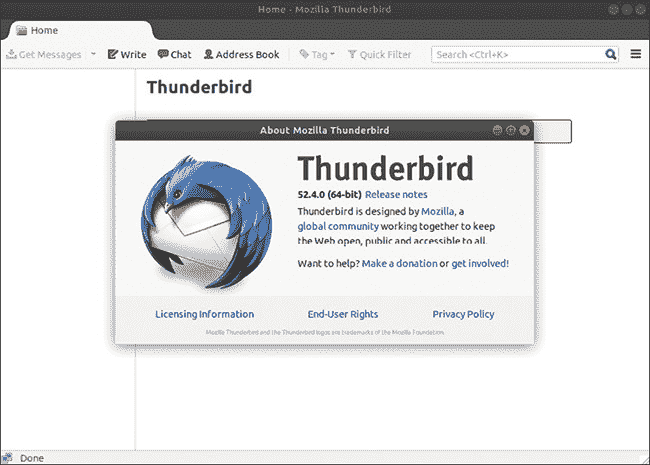 Home - Mozilla Thunderbird
Home
Get Messages Write Chat Address Book Tag Quick Filter Search <Ctrl+K>
Thunderbird
About Mozilla Thunderbird
Thunderbird
52.4.0 (64-bit) Release notes
Thunderbird is designed by Mozilla, a
global community working together to keep
the Web open, public and accessible to all.
Want to help? Make a donation or get involved!
Licensing Information End-User Rights Privacy Policy
Mozilla Thunderbird and the Thunderbird logos are trademarks of the Mozilla Foundation.
Done